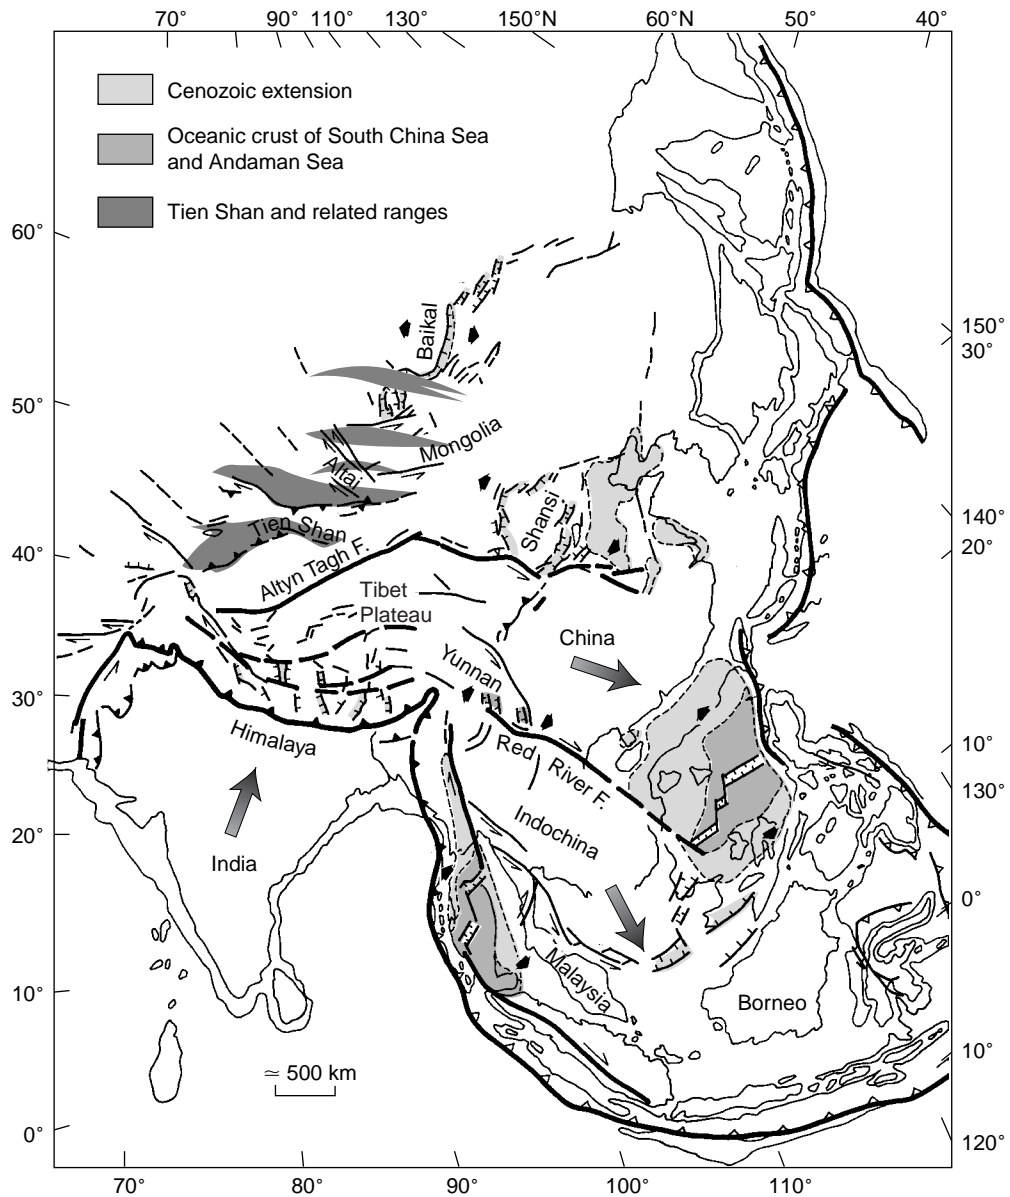 70° 90° 110° 130° 150°N 60°N 50° 40°
Cenozoic extension
Oceanic crust of South China Sea
and Andaman Sea
Tien Shan and related ranges
60°
Baikal
150°
30°
50°
Mongolia
Altai
Shansi
140°
20°
Tien Shan
40°
Altyn Tagh F.
Tibet
Plateau
China
Yunnan
30°
Himalaya
Red River F.
10°
130°
Indochina
20°
India
0°
Malaysia
10°
Borneo
10°
≃ 500 km
0°
120°
70° 80° 90° 100° 110°